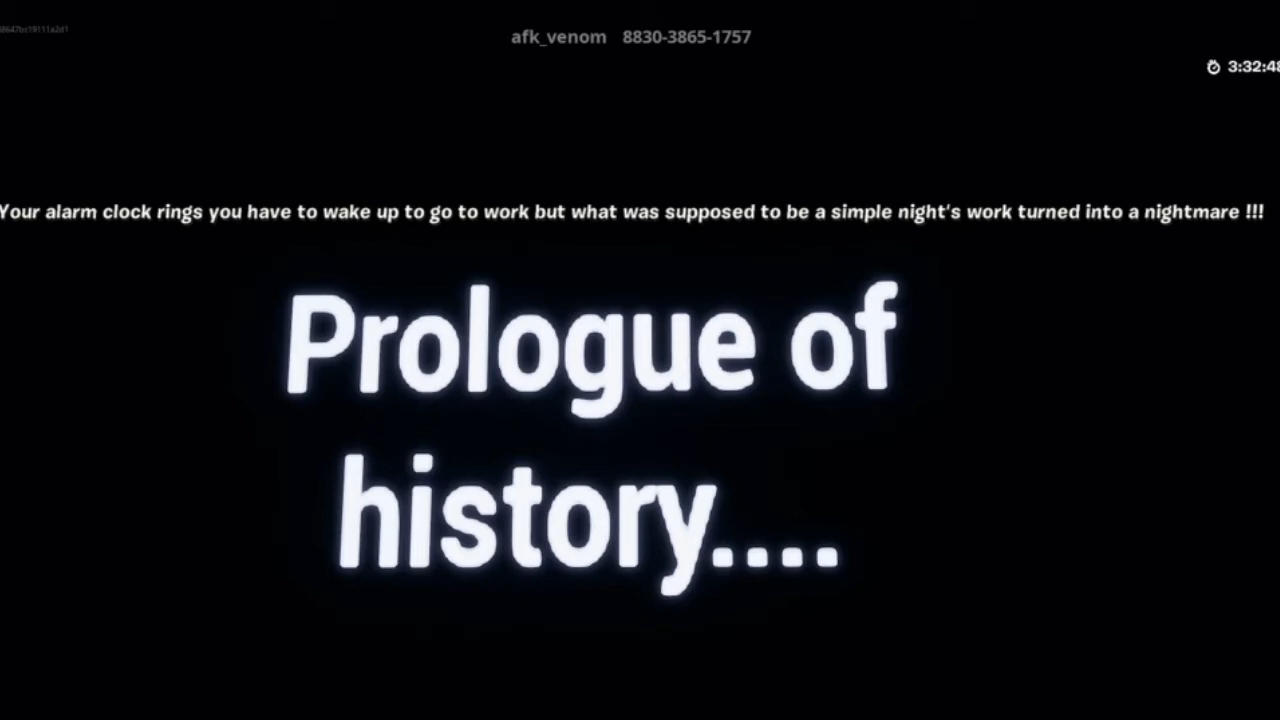 afk_venom 8830-3865-1757
3:32:48
Your alarm clock rings you have to wake up to go to work but what was supposed to be a simple night's work turned into a nightmare !!!
Prologue of
history....